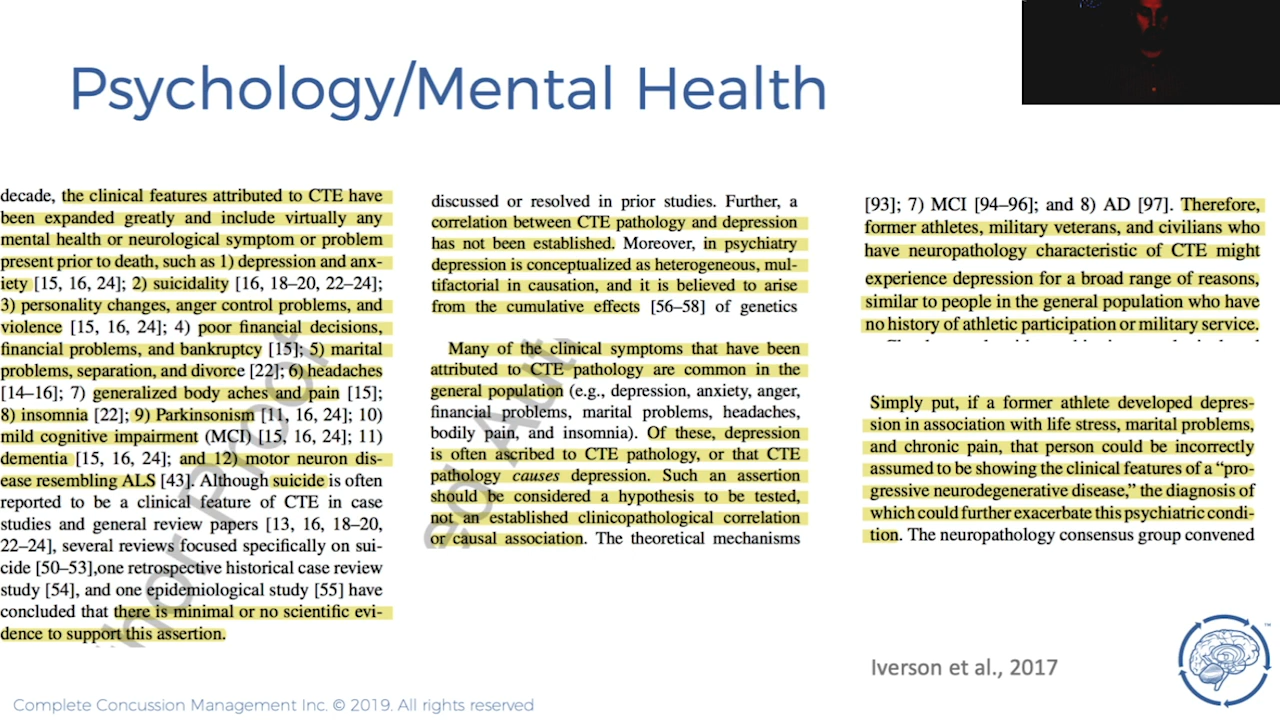 Psychology/Mental Health
decade, the clinical features attributed to CTE have
been expanded greatly and include virtually any
mental health or neurological symptom or problem
present prior to death, such as 1) depression and anx-
iety [15, 16, 24]; 2) suicidality [16, 18–20, 22–24];
3) personality changes, anger control problems, and
violence [15, 16, 24]; 4) poor financial decisions,
financial problems, and bankruptcy [15]; 5) marital
problems, separation, and divorce [22]; 6) headaches
[14–16]; 7) generalized body aches and pain [15];
8) insomnia [22]; 9) Parkinsonism [11, 16, 24]; 10)
mild cognitive impairment (MCI) [15, 16, 24]; 11)
dementia [15, 16, 24]; and 12) motor neuron dis-
ease resembling ALS [43]. Although suicide is often
reported to be a clinical feature of CTE in case
studies and general review papers [13, 16, 18–20,
22–24], several reviews focused specifically on sui-
cide [50–53],one retrospective historical case review
study [54], and one epidemiological study [55] have
concluded that there is minimal or no scientific evi-
dence to support this assertion.
discussed or resolved in prior studies. Further, a
correlation between CTE pathology and depression
has not been established. Moreover, in psychiatry
depression is conceptualized as heterogeneous, mul-
tifactorial in causation, and it is believed to arise
from the cumulative effects [56–58] of genetics
Many of the clinical symptoms that have been
attributed to CTE pathology are common in the
general population (e.g., depression, anxiety, anger,
financial problems, marital problems, headaches,
bodily pain, and insomnia). Of these, depression
is often ascribed to CTE pathology, or that CTE
pathology causes depression. Such an assertion
should be considered a hypothesis to be tested,
not an established clinicopathological correlation
or causal association. The theoretical mechanisms
[93]; 7) MCI [94–96]; and 8) AD [97]. Therefore,
former athletes, military veterans, and civilians who
have neuropathology characteristic of CTE might
experience depression for a broad range of reasons,
similar to people in the general population who have
no history of athletic participation or military service.
Simply put, if a former athlete developed depres-
sion in association with life stress, marital problems,
and chronic pain, that person could be incorrectly
assumed to be showing the clinical features of a “pro-
gressive neurodegenerative disease,” the diagnosis of
which could further exacerbate this psychiatric condi-
tion. The neuropathology consensus group convened
Iverson et al., 2017
Complete Concussion Management Inc. © 2019. All rights reserved